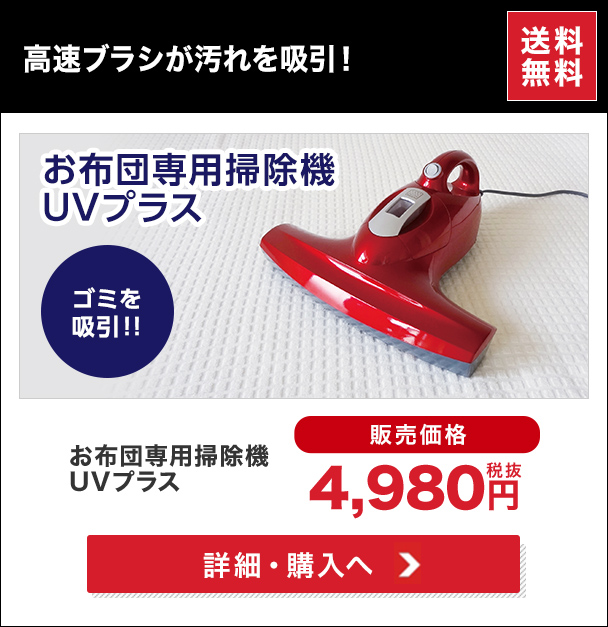 高速ブラシが汚れを吸引！
送料
無料
お布団専用掃除機
UVプラス
ゴミを
吸引!!
お布団専用掃除機
UVプラス
販売価格
4,980円税抜
詳細・購入へ